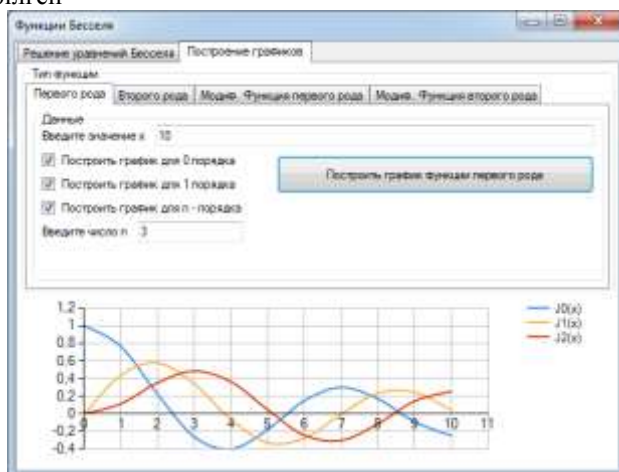 Функции Бесселя
Решение уравнений Бесселя Построение графиков
Тип функции
Первого рода Второго рода Модиф. Функция первого рода Модиф. Функция второго рода
Данные
Введите значение x 10
Построить график для 0 порядка
Построить график функции первого рода
Построить график для 1 порядка
Построить график для n - порядка
Введите число n 3
1.2
1
0.8
0.6
0.4
0.2
0
-0.2
-0.4
0 1 2 3 4 5 6 7 8 9 10 11
J0(x)
J1(x)
J2(x)